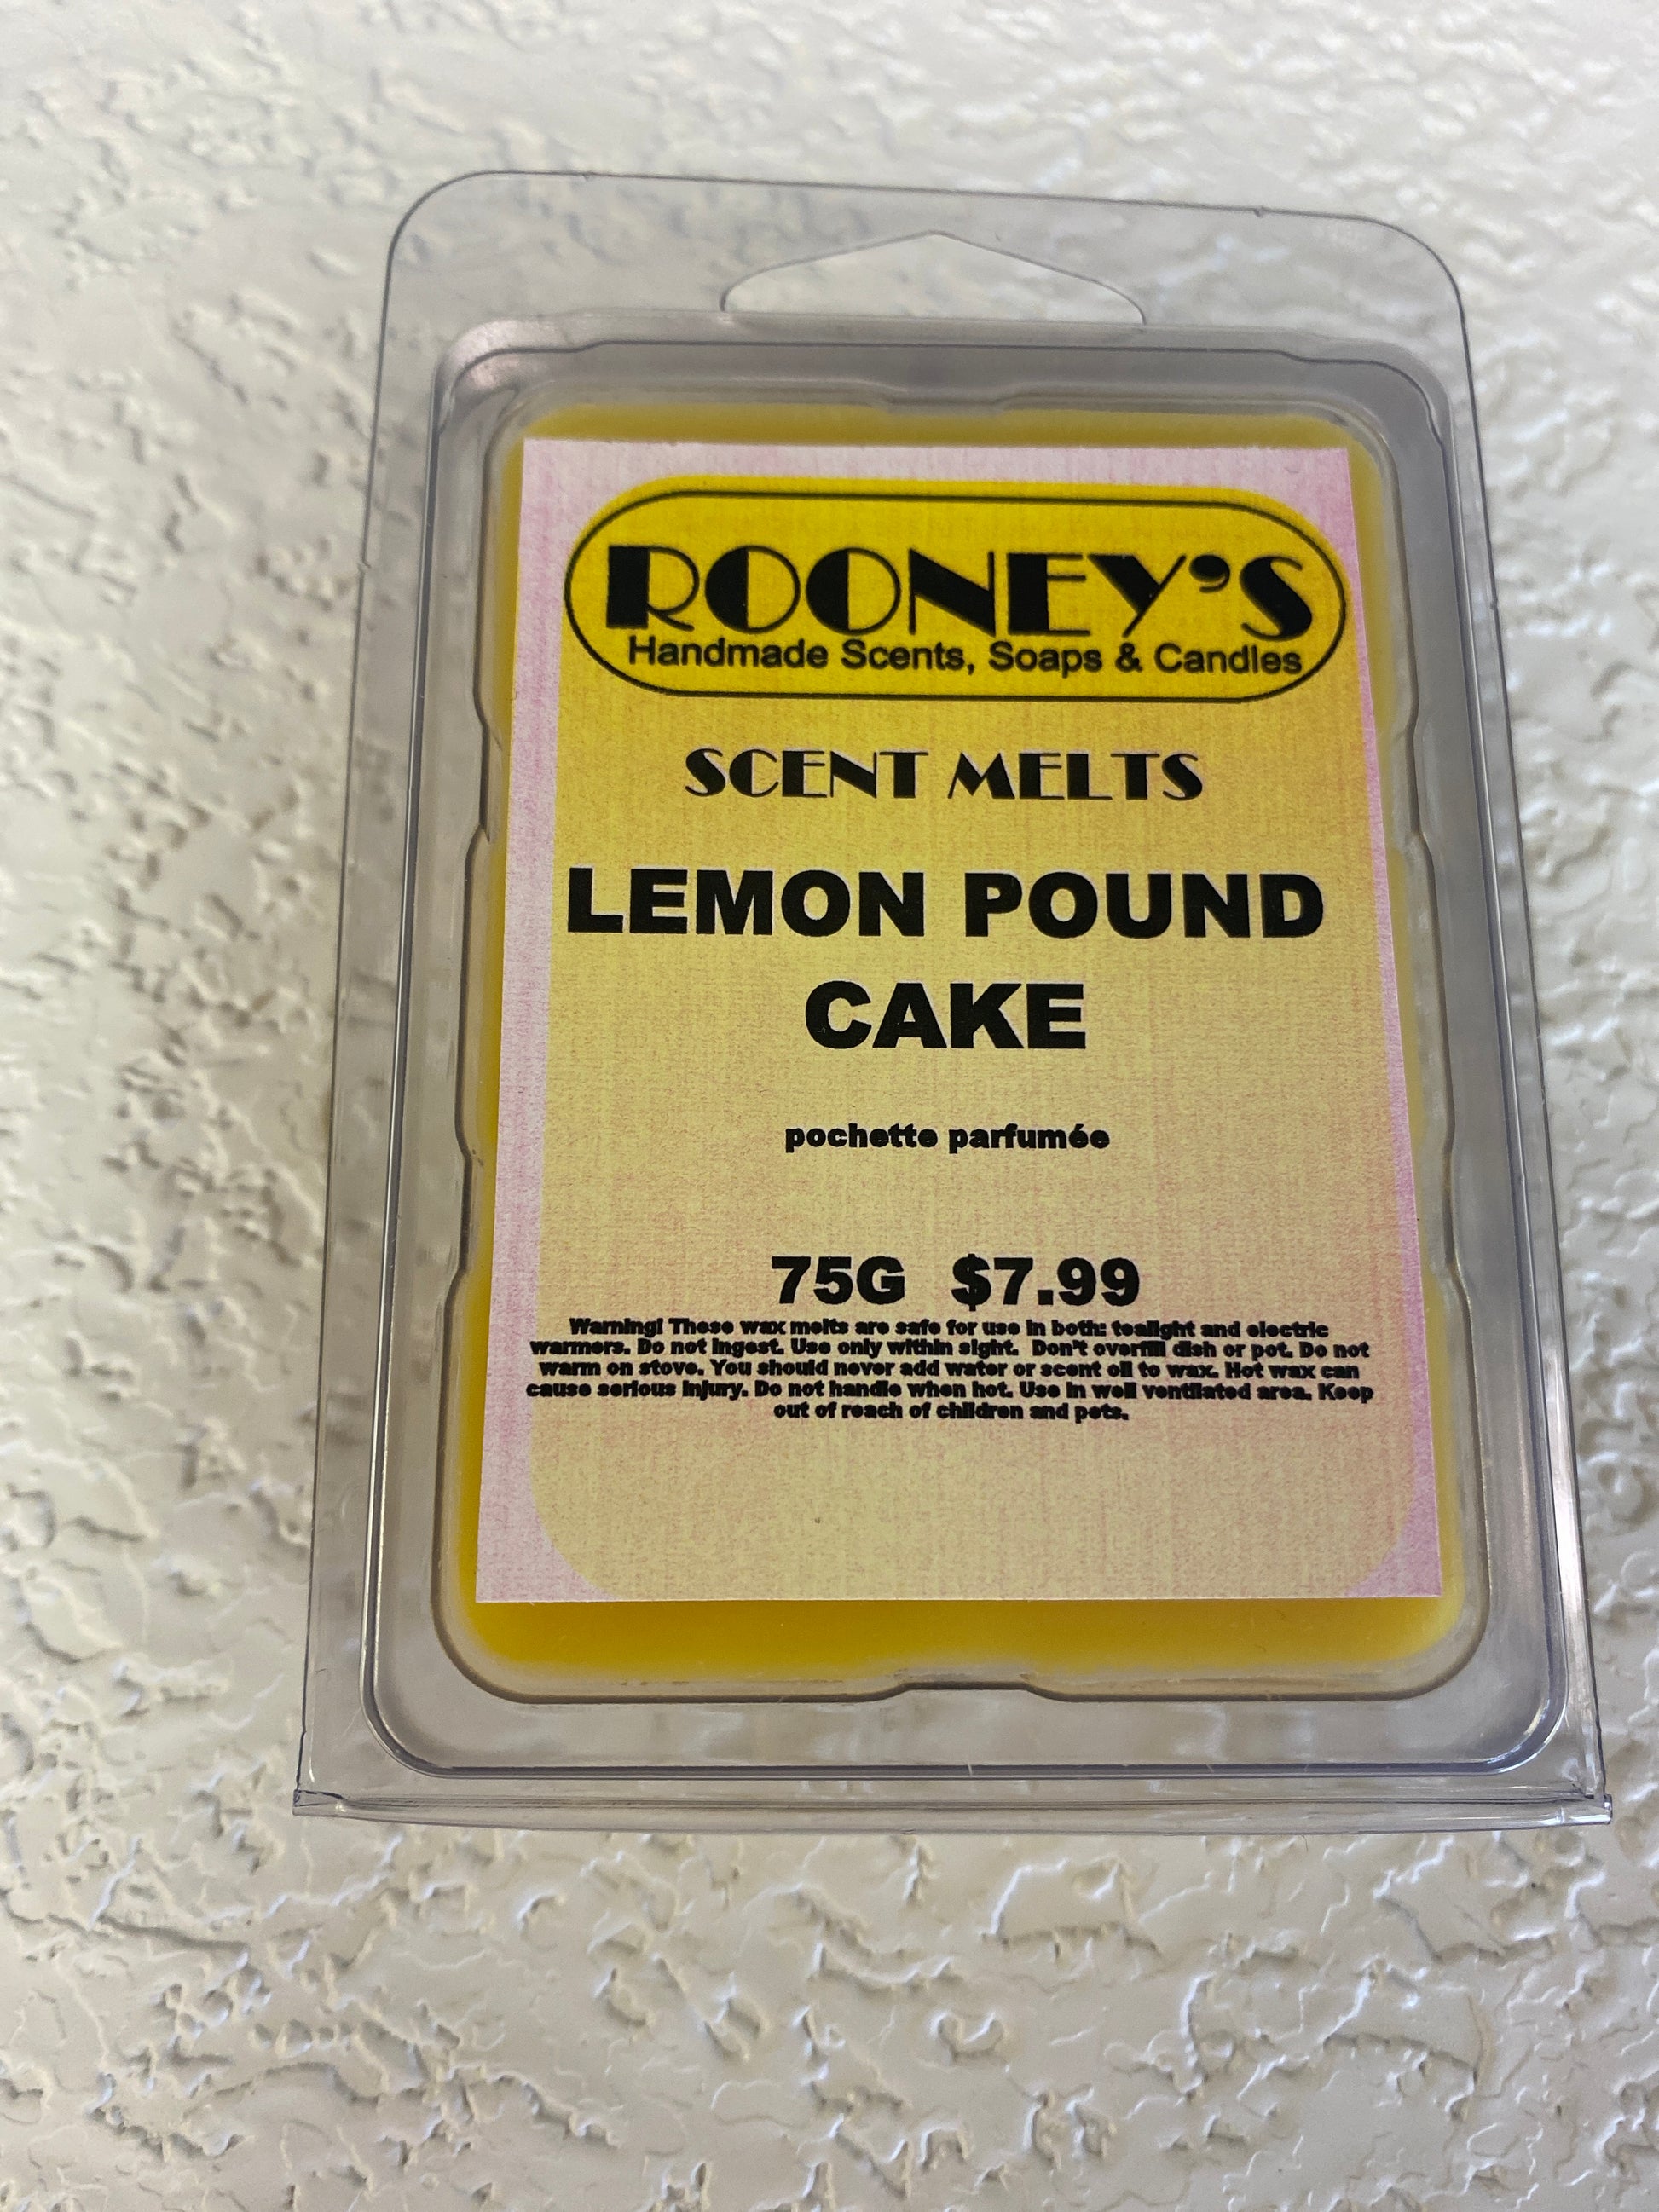 ROONEY'S
Handmade Scents, Soaps & Candles
SCENT MELTS
LEMON POUND
CAKE
pochette parfumée
75G $7.99
Warning! These wax melts are safe for use in both: tealight and electric
warmers. Do not ingest. Use only within sight. Don't overfill dish or pot. Do not
warm on stove. You should never add water or scent oil to wax. Hot wax can
cause serious injury. Do not handle when hot. Use in well ventilated area. Keep
out of reach of children and pets.